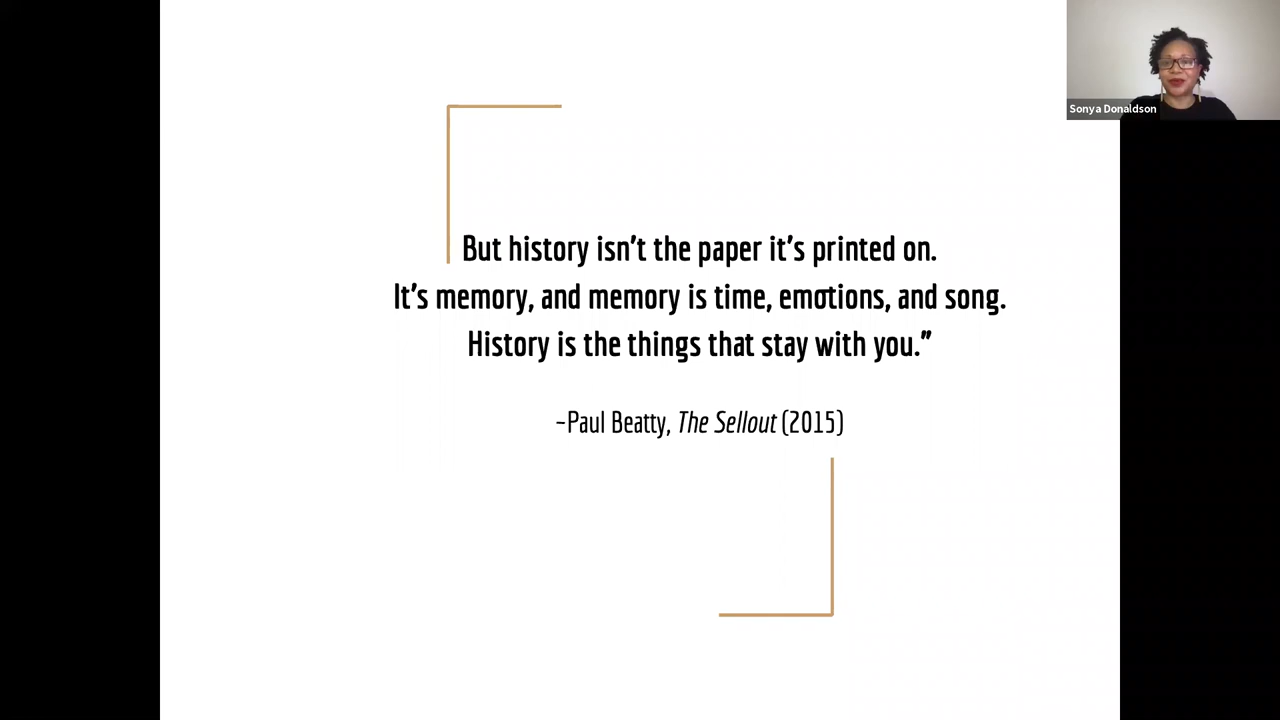 Sonya Donaldson
But history isn't the paper it's printed on.
It's memory, and memory is time, emotions, and song.
History is the things that stay with you.”
–Paul Beatty, The Sellout (2015)